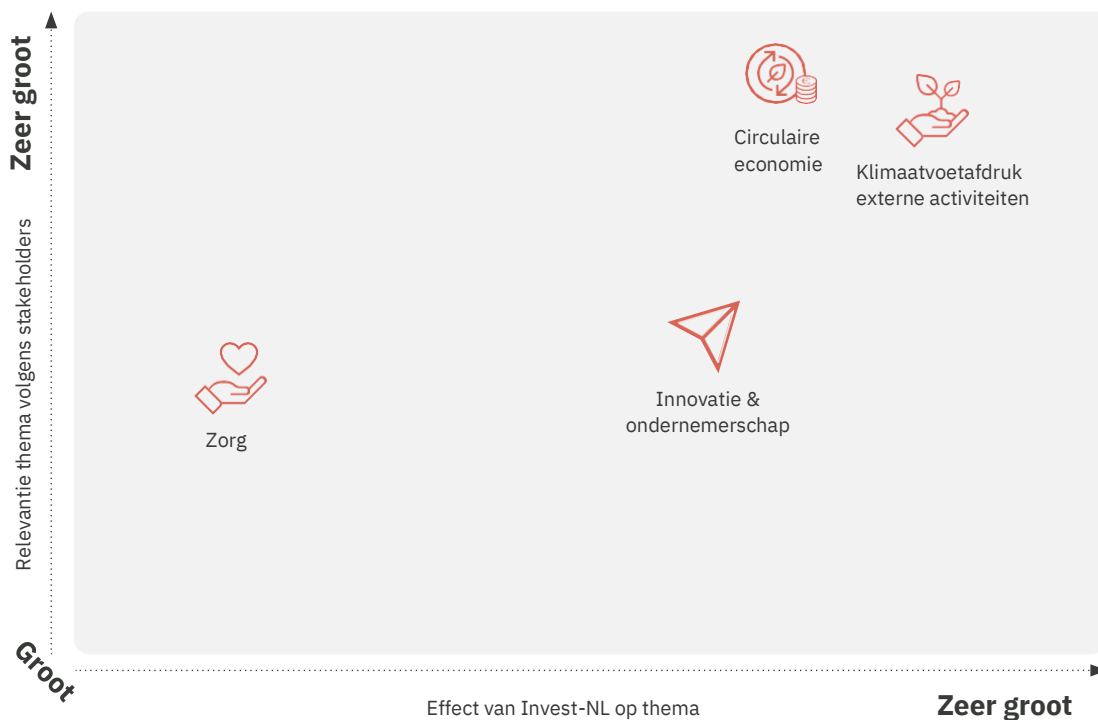 Zeer groot
Relevantie thema volgens stakeholders
Circulaire
economie
Klimaatvoetafdruk
externe activiteiten
Innovatie &
ondernemerschap
Zorg
Groot
Effect van Invest-NL op thema
Zeer groot